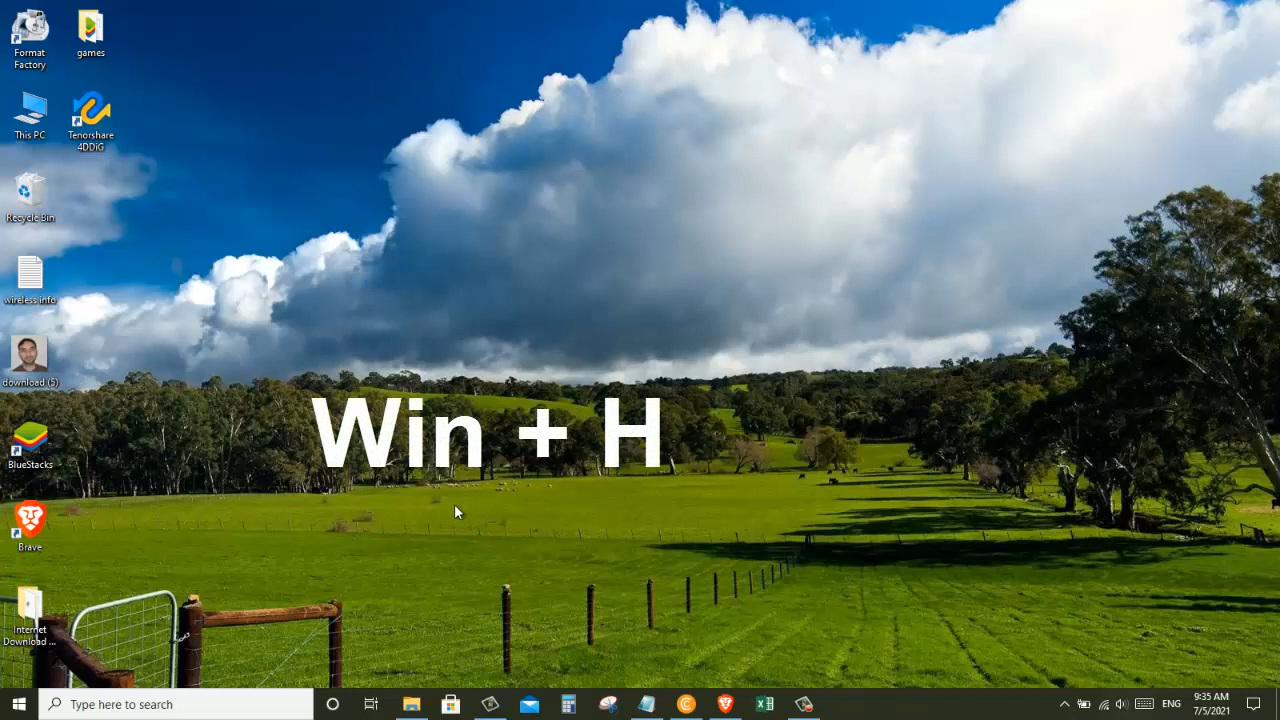 Format
Factory
games
This PC
Tenorshare
4DDiG
Recycle Bin
wireless info
download (5)
BlueStacks
Brave
Internet
Download ...
Win + H
Type here to search
ENG
9:35 AM
7/5/2021